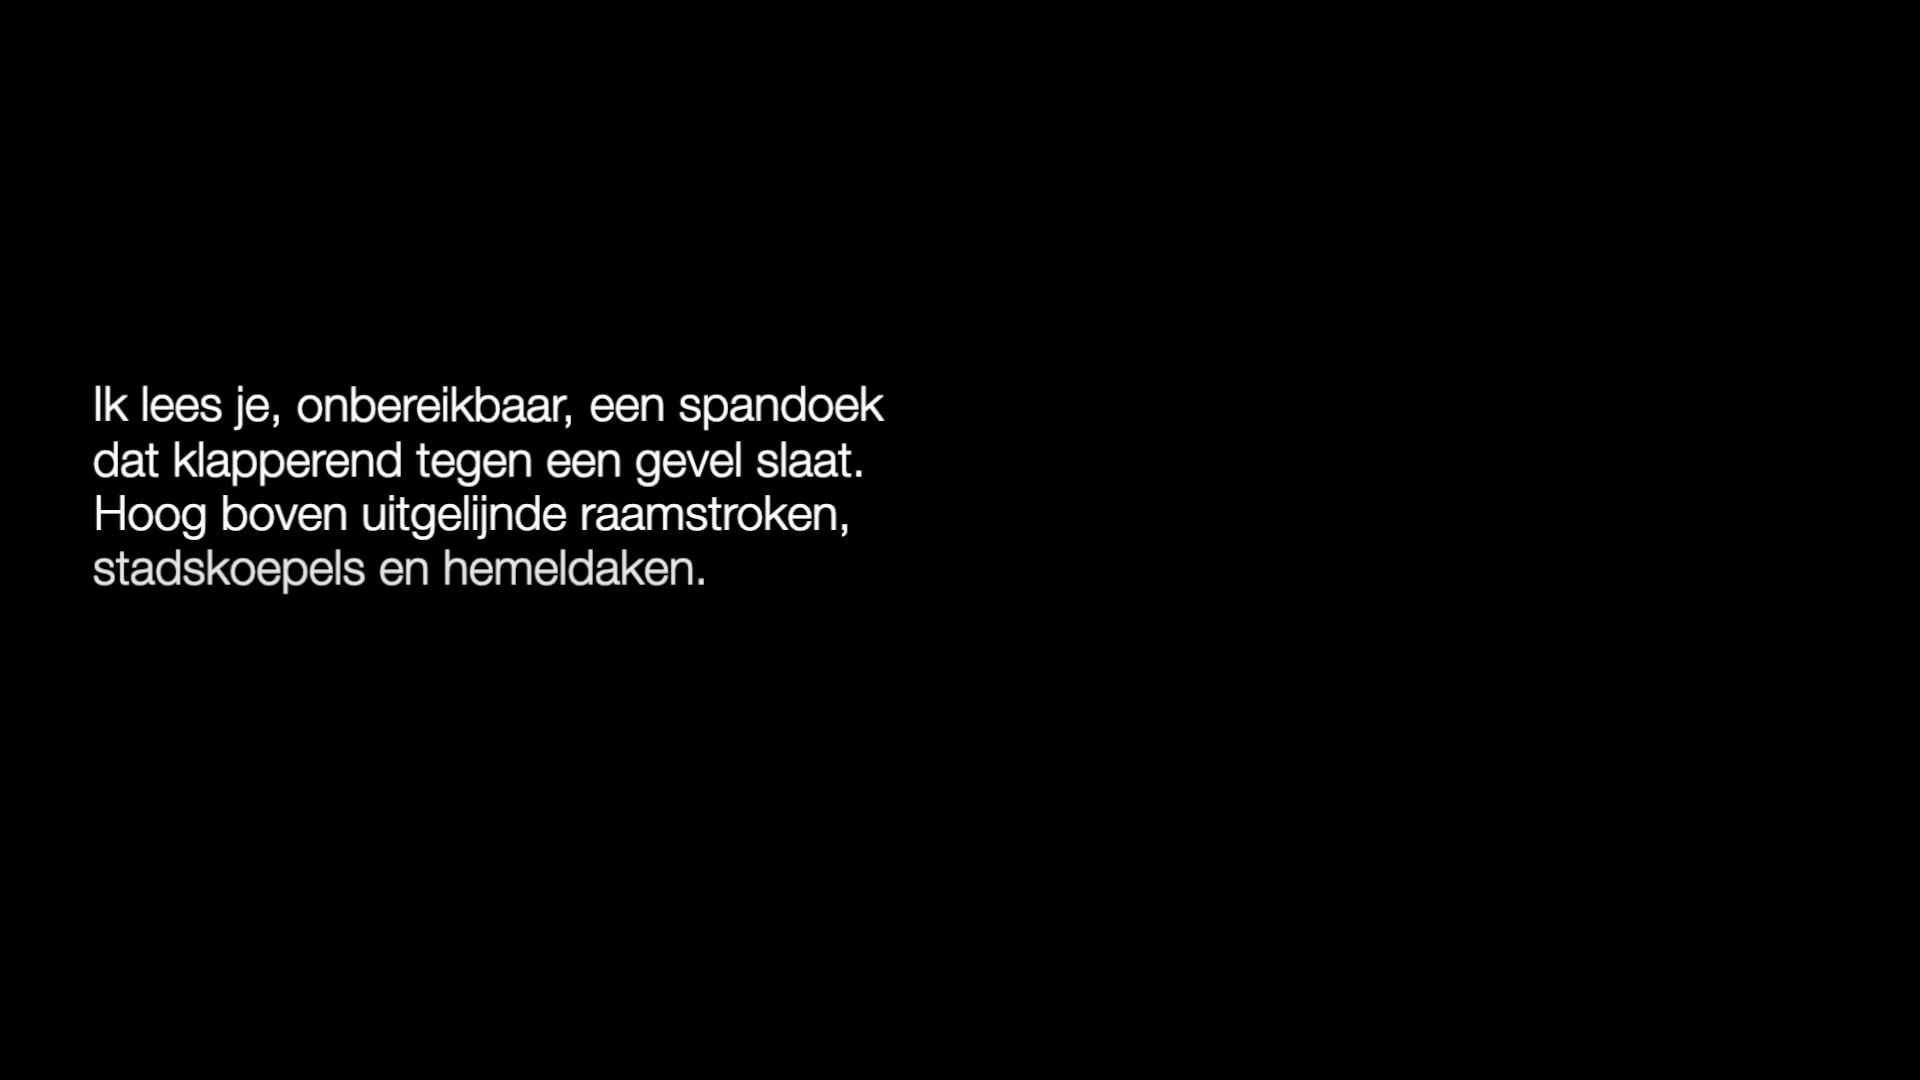 Ik lees je, onbereikbaar, een spandoek
dat klapperend tegen een gevel slaat.
Hoog boven uitgelijnde raamstroken,
stadskoepels en hemeldaken.